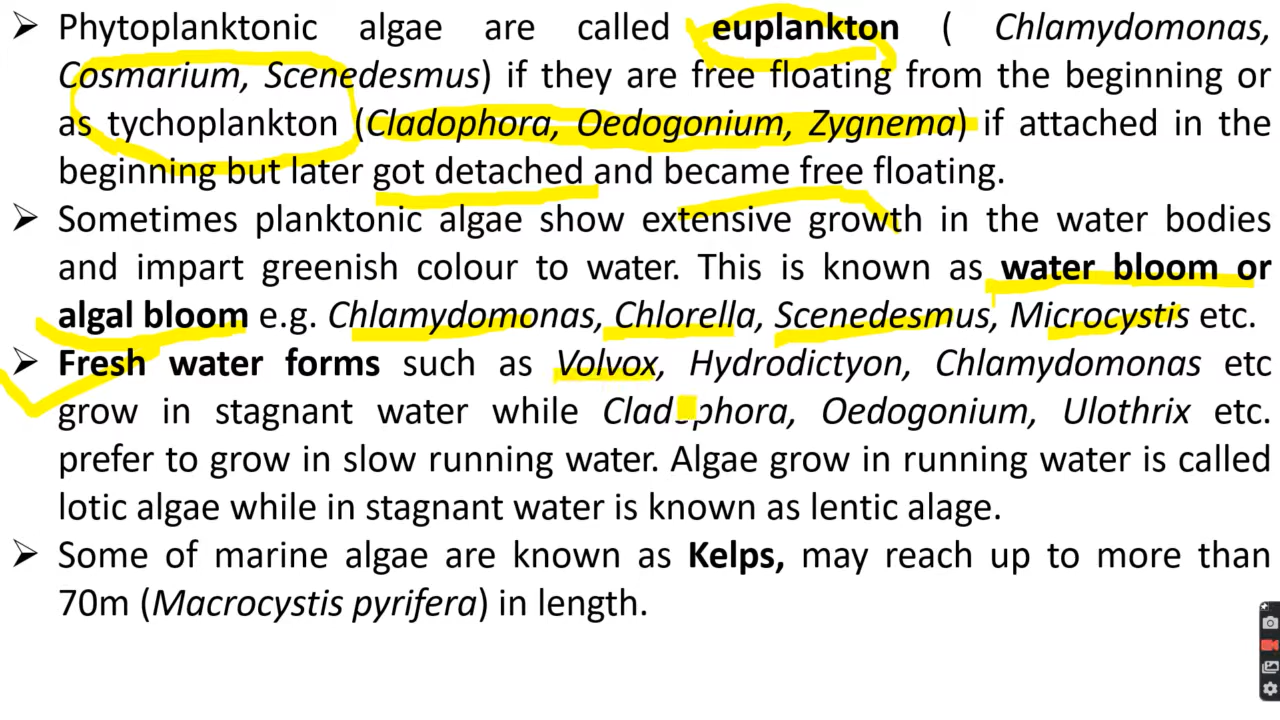 ➢ Phytoplanktonic algae are called euplankton ( Chlamydomonas,
Cosmarium, Scenedesmus) if they are free floating from the beginning or
as tychoplankton (Cladophora, Oedogonium, Zygnema) if attached in the
beginning but later got detached and became free floating.
➢ Sometimes planktonic algae show extensive growth in the water bodies
and impart greenish colour to water. This is known as water bloom or
algal bloom e.g. Chlamydomonas, Chlorella, Scenedesmus, Microcystis etc.
➢ Fresh water forms such as Volvox, Hydrodictyon, Chlamydomonas etc
grow in stagnant water while Cladophora, Oedogonium, Ulothrix etc.
prefer to grow in slow running water. Algae grow in running water is called
lotic algae while in stagnant water is known as lentic alage.
➢ Some of marine algae are known as Kelps, may reach up to more than
70m (Macrocystis pyrifera) in length.